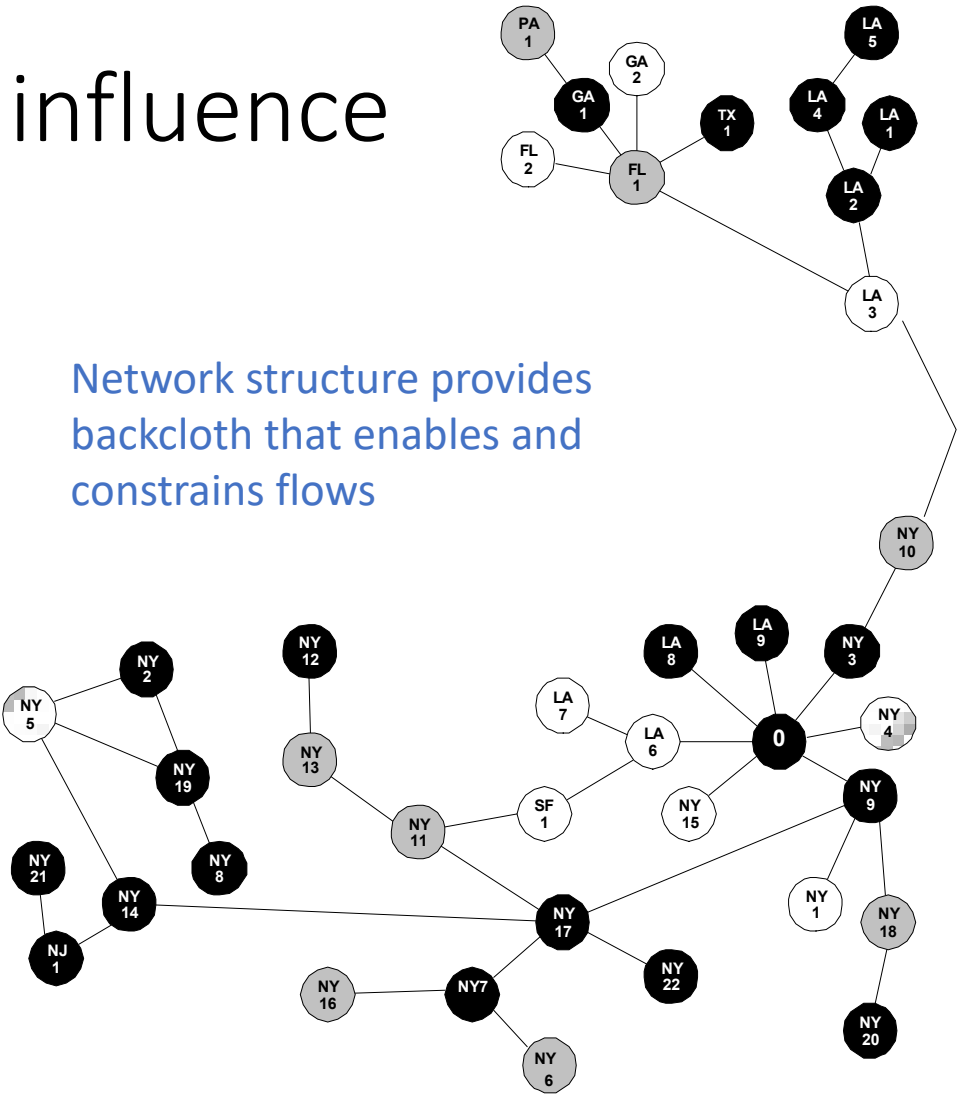 influence
Network structure provides
backcloth that enables and
constrains flows
PA
1
LA
5
GA
2
GA
1
LA
4
TX
1
LA
1
FL
2
FL
1
LA
2
LA
3
NY
10
NY
12
LA
8
LA
9
NY
3
NY
2
NY
5
LA
7
LA
6
0
NY
4
NY
13
NY
19
SF
1
NY
15
NY
9
NY
11
NY
21
NY
8
NY
14
NY
1
NY
17
NY
18
NJ
1
NY
16
NY7
NY
22
NY
20
NY
6